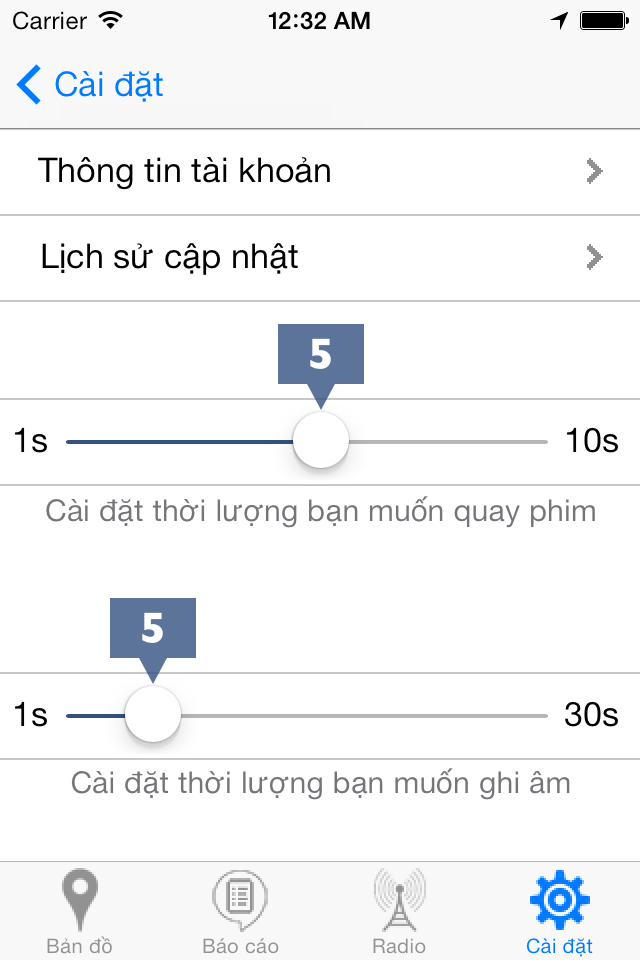 Carrier 12:32 AM
Cài đặt
Thông tin tài khoản
Lịch sử cập nhật
5
1s 10s
Cài đặt thời lượng bạn muốn quay phim
5
1s 30s
Cài đặt thời lượng bạn muốn ghi âm
Bản đồ Báo cáo Radio Cài đặt